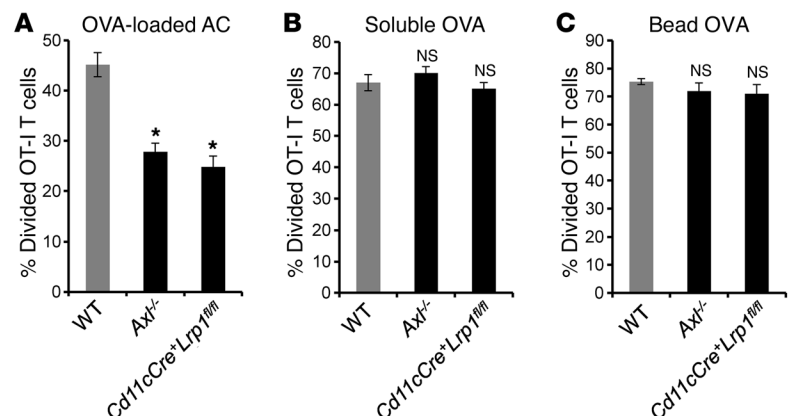 A OVA-loaded AC
% Divided OT-I T cells
50
40
30
20
10
0
* *
WT Axl-/- Cd11cCre+Lrp1fl/fl
B Soluble OVA
% Divided OT-I T cells
80
70
60
50
40
30
20
10
0
NS NS
WT Axl-/- Cd11cCre+Lrp1fl/fl
C Bead OVA
% Divided OT-I T cells
90
80
70
60
50
40
30
20
10
0
NS NS
WT Axl-/- Cd11cCre+Lrp1fl/fl